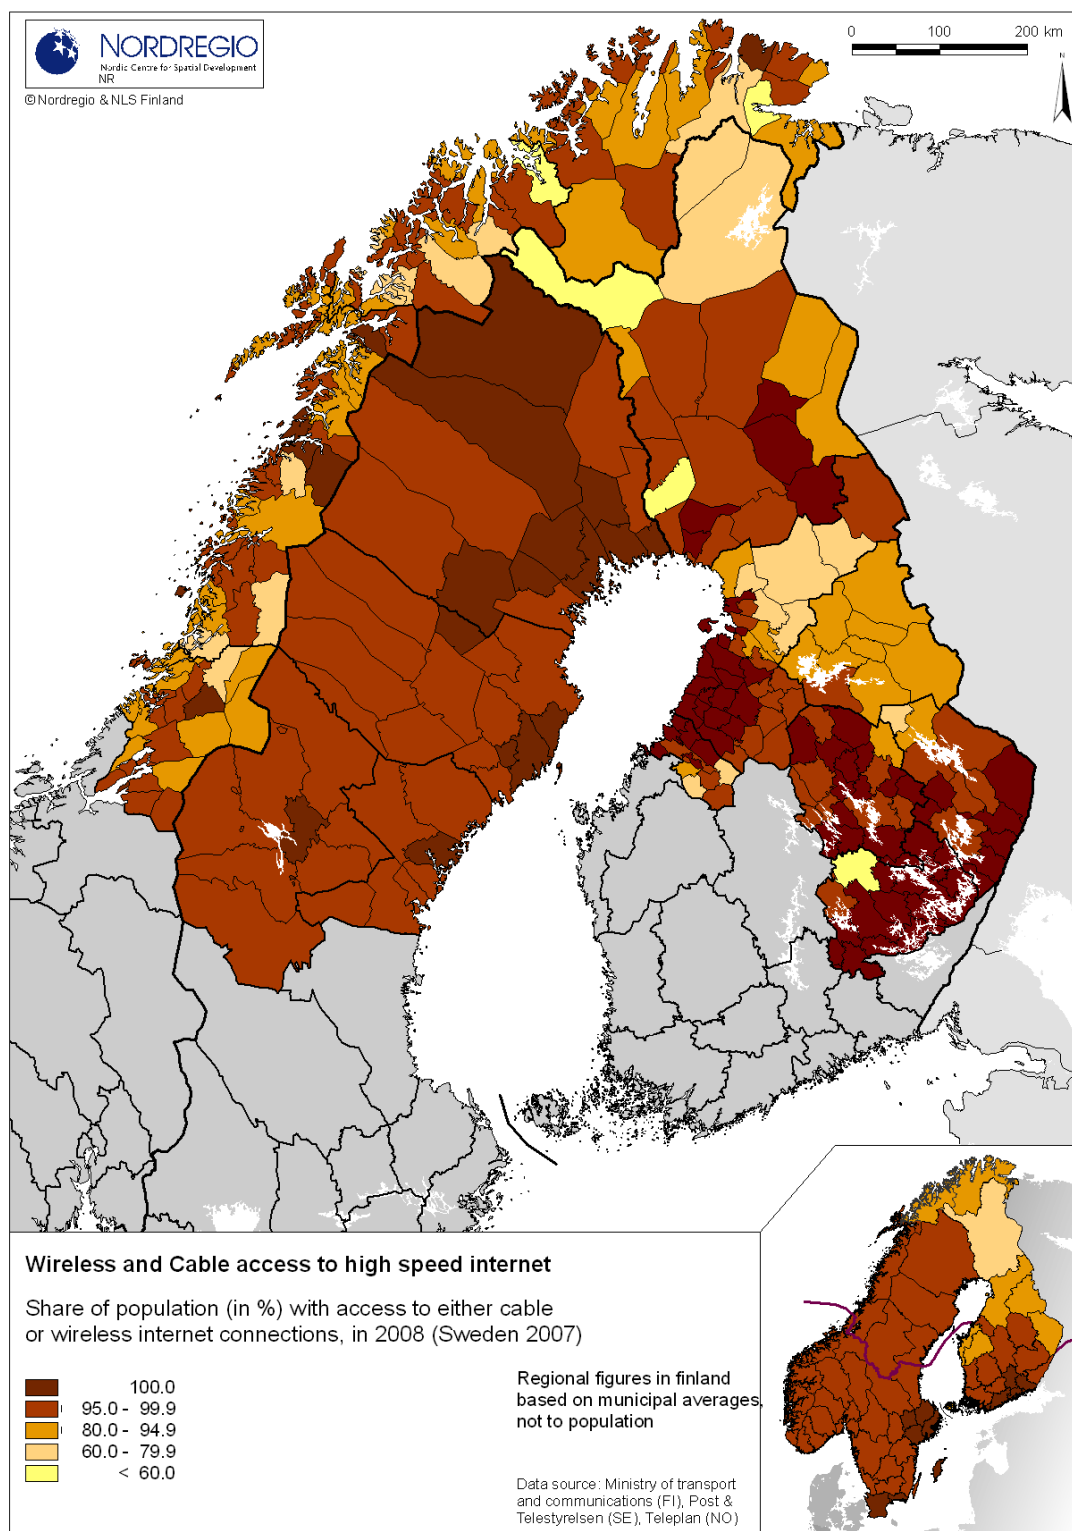 NORDREGIO
Nordic Centre for Spatial Development
NR
© Nordregio & NLS Finland
0 100 200 km
N
Wireless and Cable access to high speed internet
Share of population (in %) with access to either cable
or wireless internet connections, in 2008 (Sweden 2007)
100.0
95.0 - 99.9
80.0 - 94.9
60.0 - 79.9
< 60.0
Regional figures in finland
based on municipal averages,
not to population
Data source: Ministry of transport
and communications (FI), Post &
Telestyrelsen (SE), Teleplan (NO)